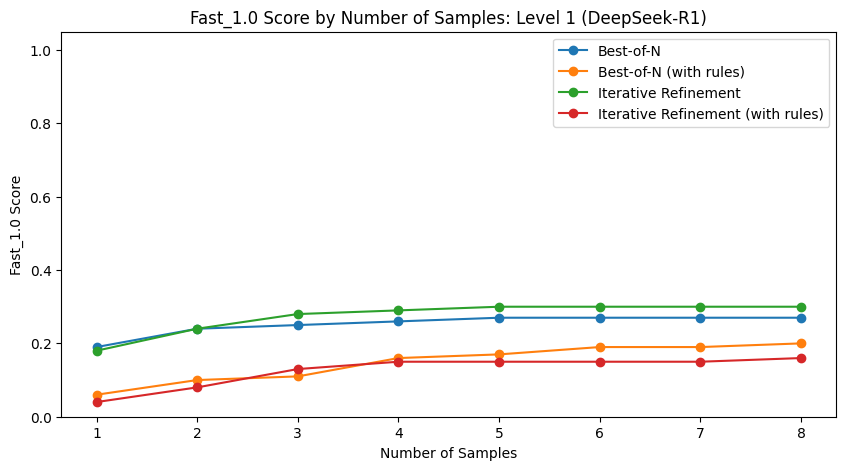 Fast_1.0 Score by Number of Samples: Level 1 (DeepSeek-R1)
Best-of-N
Best-of-N (with rules)
Iterative Refinement
Iterative Refinement (with rules)
Fast_1.0 Score
1.0
0.8
0.6
0.4
0.2
0.0
1 2 3 4 5 6 7 8
Number of Samples